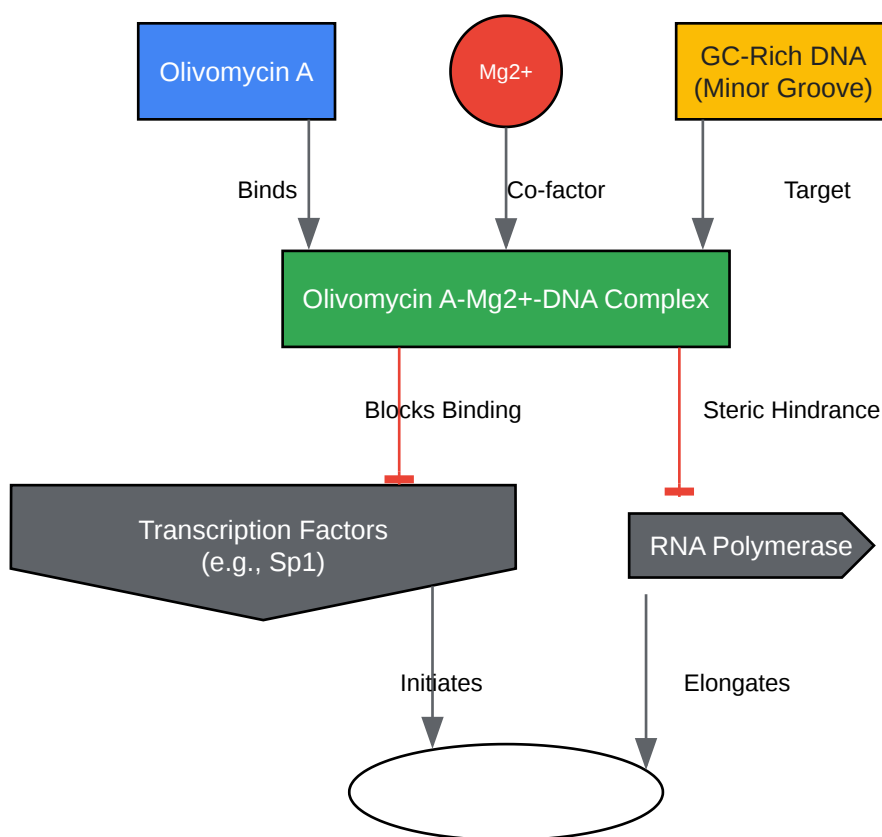 Olivomycin A
Mg2+
GC-Rich DNA
(Minor Groove)
Binds
Co-factor
Target
Olivomycin A-Mg2+-DNA Complex
Blocks Binding
Steric Hindrance
Transcription Factors
(e.g., Sp1)
RNA Polymerase
Initiates
Elongates